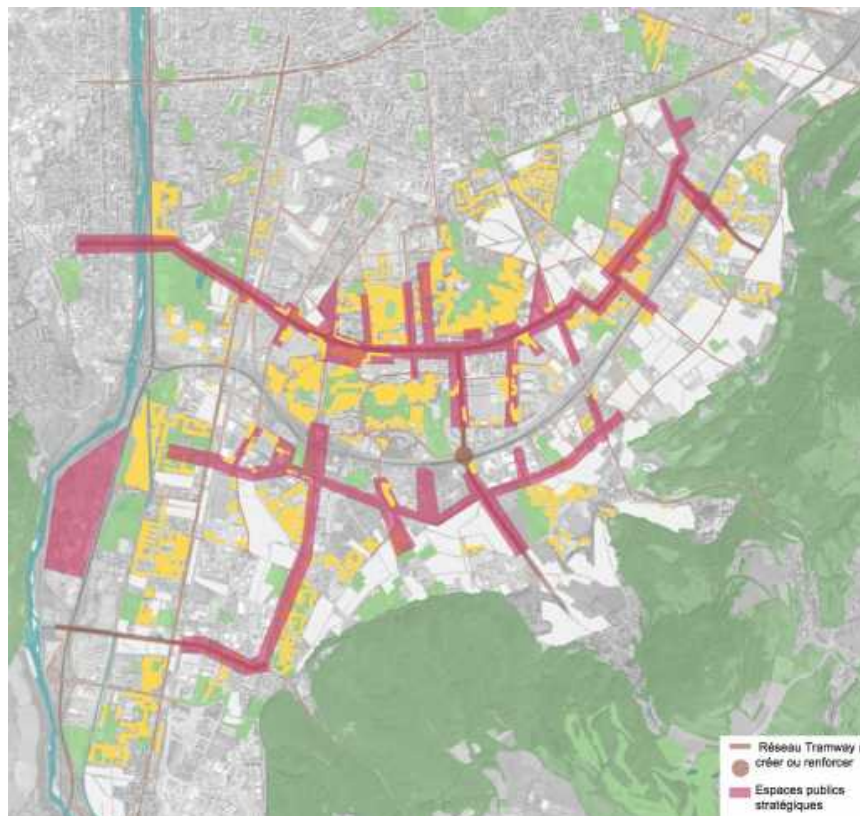 Réseau Tramway
créer ou renforcer
Espaces publics
stratégiques